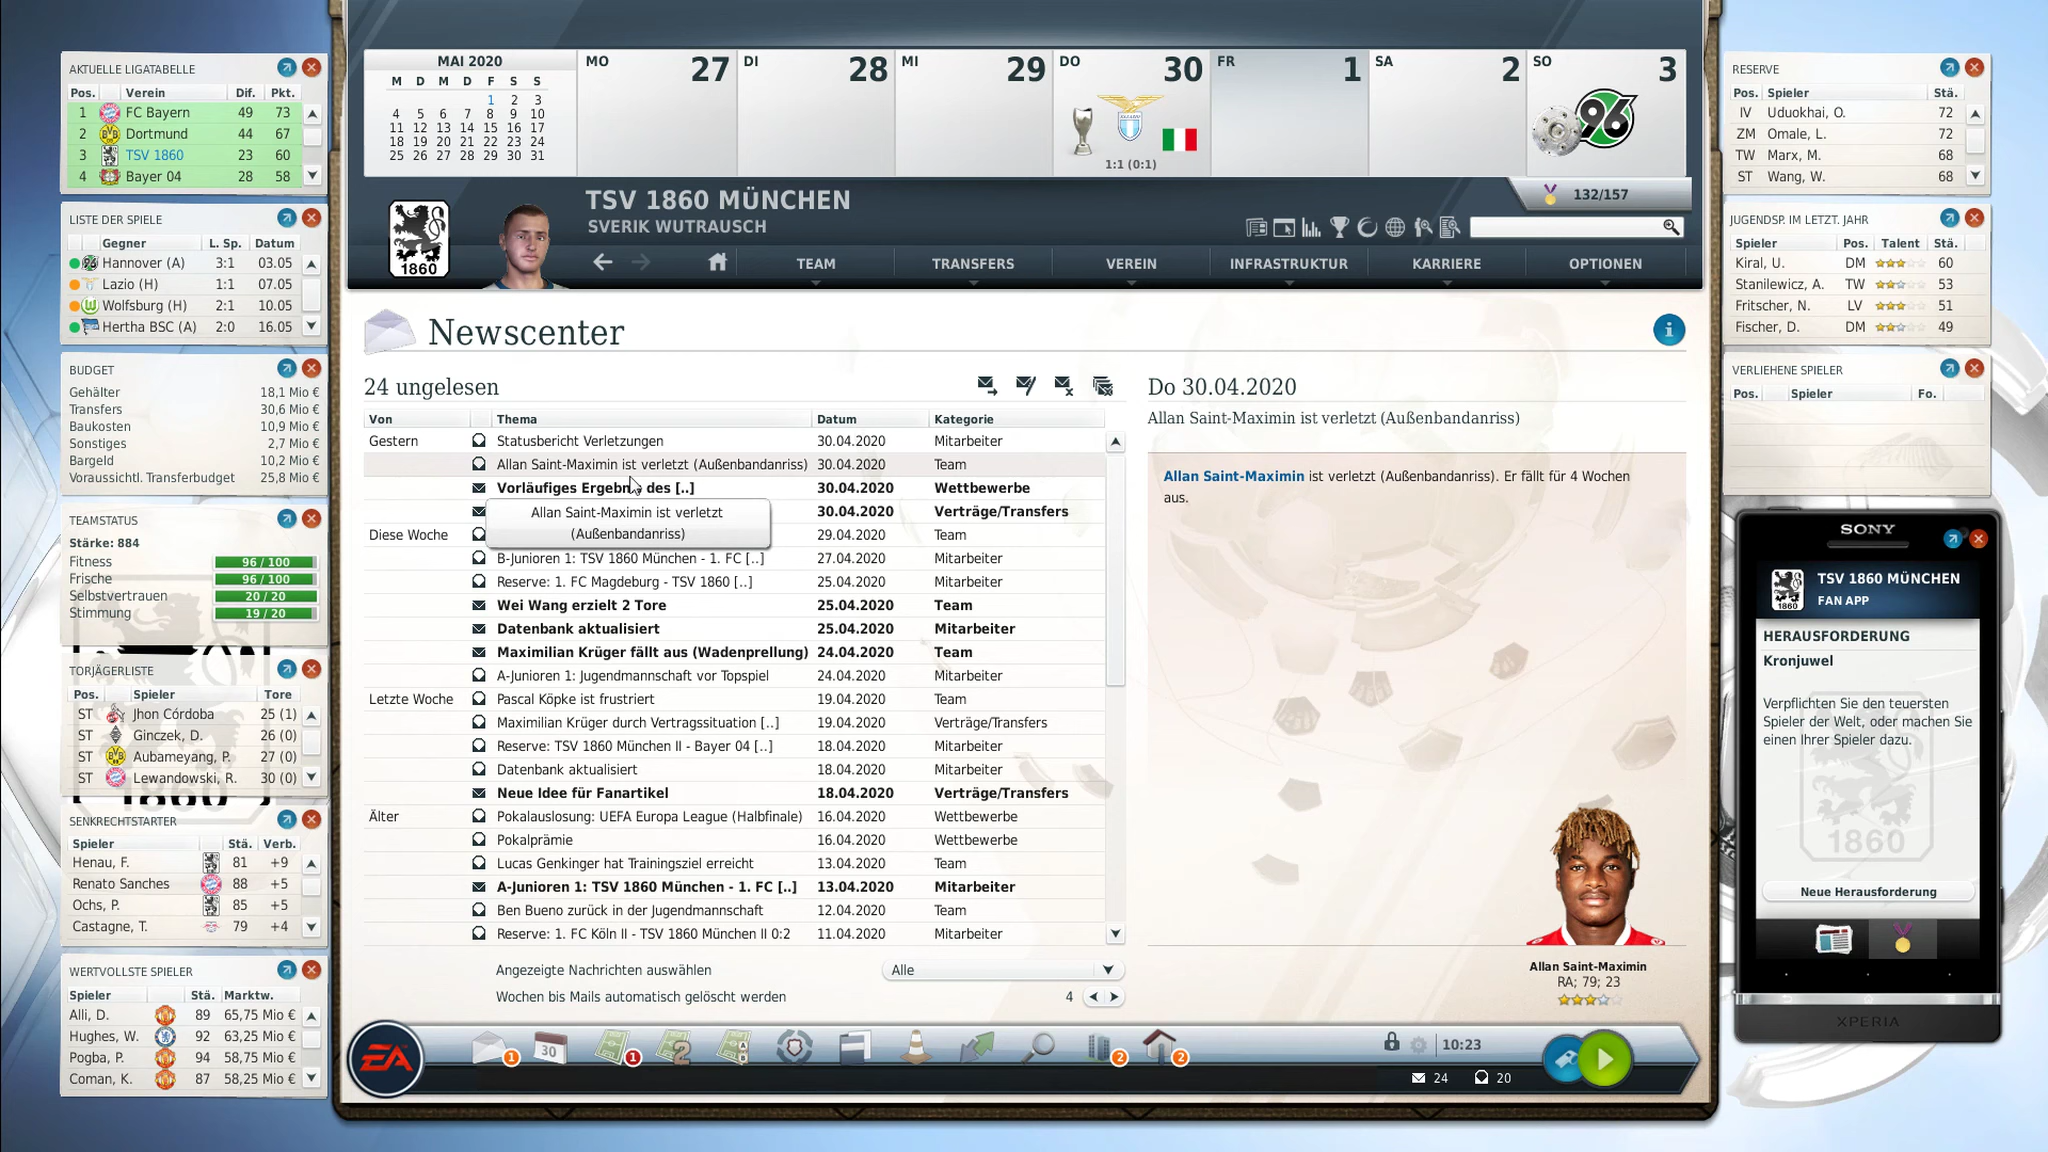 AKTUELLE LIGATABELLE
Pos. Verein Dif. Pkt.
1 FC Bayern 49 73
2 Dortmund 44 67
3 TSV 1860 23 60
4 Bayer 04 28 58
LISTE DER SPIELE
Gegner L. Sp. Datum
Hannover (A) 3:1 03.05
Lazio (H) 1:1 07.05
Wolfsburg (H) 2:1 10.05
Hertha BSC (A) 2:0 16.05
BUDGET
Gehälter 18,1 Mio €
Transfers 30,6 Mio €
Baukosten 10,9 Mio €
Sonstiges 2,7 Mio €
Bargeld 10,2 Mio €
Voraussichtl. Transferbudget 25,8 Mio €
TEAMSTATUS
Stärke: 884
Fitness 96 / 100
Frische 96 / 100
Selbstvertrauen 20 / 20
Stimmung 19 / 20
TORJÄGERLISTE
Pos. Spieler Tore
ST Jhon Córdoba 25 (1)
ST Ginczek, D. 26 (0)
ST Aubameyang, P. 27 (0)
ST Lewandowski, R. 30 (0)
1860
SENKRECHTSTARTER
Spieler Stä. Verb.
Henau, F. 81 +9
Renato Sanches 88 +5
Ochs, P. 85 +5
Castagne, T. 79 +4
WERTVOLLSTE SPIELER
Spieler Stä. Marktw.
Alli, D. 89 65,75 Mio €
Hughes, W. 92 63,25 Mio €
Pogba, P. 94 58,75 Mio €
Coman, K. 87 58,25 Mio €
MAI 2020
M D M D F S S
1 2 3
4 5 6 7 8 9 10
11 12 13 14 15 16 17
18 19 20 21 22 23 24
25 26 27 28 29 30 31
MO 27
DI 28
MI 29
DO 30
1:1 (0:1)
FR 1
SA 2
SO 3
96
1860
TSV 1860 MÜNCHEN
SVERIK WUTRAUSCH
132/157
TEAM TRANSFERS VEREIN INFRASTRUKTUR KARRIERE OPTIONEN
Newscenter
i
24 ungelesen
Von Thema Datum Kategorie
Gestern Statusbericht Verletzungen 30.04.2020 Mitarbeiter
Allan Saint-Maximin ist verletzt (Außenbandanriss) 30.04.2020 Team
Vorläufiges Ergebnis des [..] 30.04.2020 Wettbewerbe
30.04.2020 Verträge/Transfers
Allan Saint-Maximin ist verletzt
(Außenbandanriss)
Diese Woche 29.04.2020 Team
B-Junioren 1: TSV 1860 München - 1. FC [..] 27.04.2020 Mitarbeiter
Reserve: 1. FC Magdeburg - TSV 1860 [..] 25.04.2020 Mitarbeiter
Wei Wang erzielt 2 Tore 25.04.2020 Team
Datenbank aktualisiert 25.04.2020 Mitarbeiter
Maximilian Krüger fällt aus (Wadenprellung) 24.04.2020 Team
A-Junioren 1: Jugendmannschaft vor Topspiel 24.04.2020 Mitarbeiter
Letzte Woche Pascal Köpke ist frustriert 19.04.2020 Team
Maximilian Krüger durch Vertragssituation [..] 19.04.2020 Verträge/Transfers
Reserve: TSV 1860 München II - Bayer 04 [..] 18.04.2020 Mitarbeiter
Datenbank aktualisiert 18.04.2020 Mitarbeiter
Neue Idee für Fanartikel 18.04.2020 Verträge/Transfers
Älter Pokalauslosung: UEFA Europa League (Halbfinale) 16.04.2020 Wettbewerbe
Pokalprämie 16.04.2020 Wettbewerbe
Lucas Genkinger hat Trainingsziel erreicht 13.04.2020 Team
A-Junioren 1: TSV 1860 München - 1. FC [..] 13.04.2020 Mitarbeiter
Ben Bueno zurück in der Jugendmannschaft 12.04.2020 Team
Reserve: 1. FC Köln II - TSV 1860 München II 0:2 11.04.2020 Mitarbeiter
Angezeigte Nachrichten auswählen Alle
Wochen bis Mails automatisch gelöscht werden 4
Do 30.04.2020
Allan Saint-Maximin ist verletzt (Außenbandanriss)
Allan Saint-Maximin ist verletzt (Außenbandanriss). Er fällt für 4 Wochen
aus.
Allan Saint-Maximin
RA; 79; 23
EA
1 30 1 2 2 2
10:23
24 20
RESERVE
Pos. Spieler Stä.
IV Uduokhai, O. 72
ZM Omale, L. 72
TW Marx, M. 68
ST Wang, W. 68
JUGENDSP. IM LETZT. JAHR
Spieler Pos. Talent Stä.
Kiral, U. DM 60
Stanilewicz, A. TW 53
Fritscher, N. LV 51
Fischer, D. DM 49
VERLIEHENE SPIELER
Pos. Spieler Fo.
SONY
TSV 1860 MÜNCHEN
FAN APP
1860
HERAUSFORDERUNG
Kronjuwel
Verpflichten Sie den teuersten
Spieler der Welt, oder machen Sie
einen Ihrer Spieler dazu.
1860
Neue Herausforderung
XPERIA